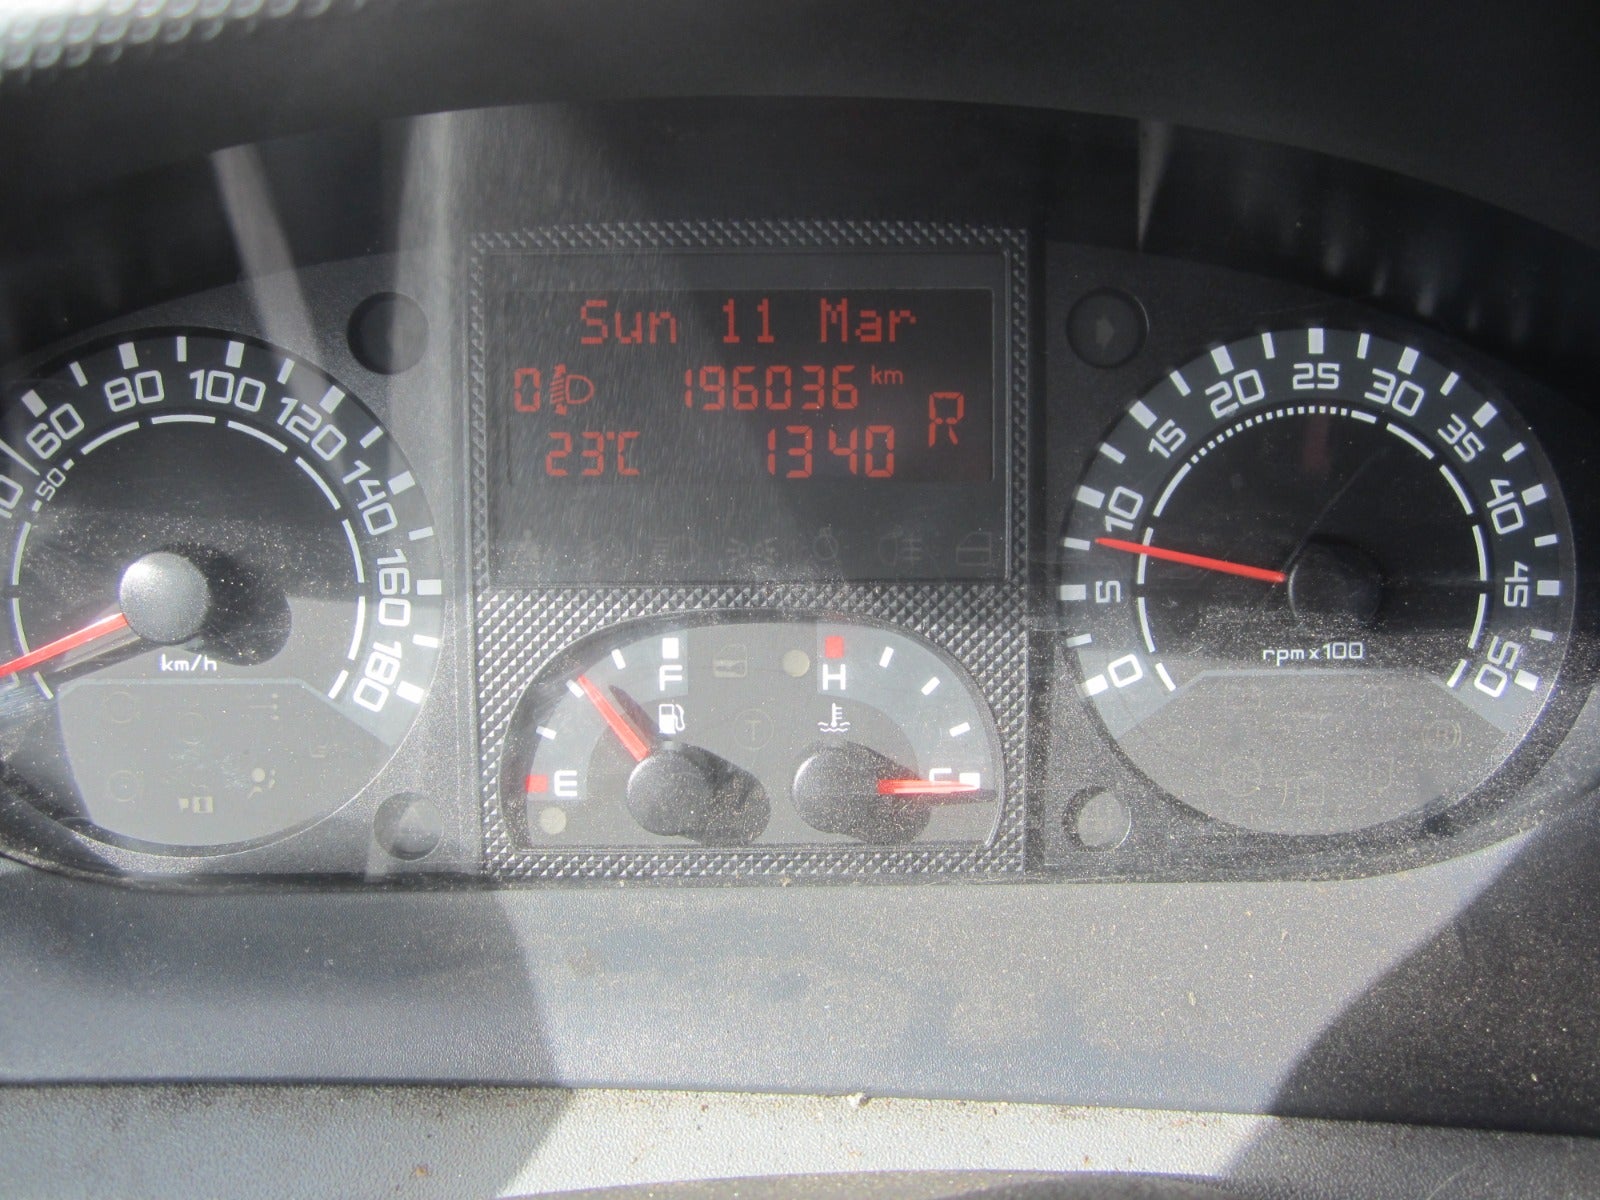 Sun 11 Mar
0 196036 km
R
23°C 1340
50 60 80 100 120 140 160 180
km/h
F
E
H
C
0 5 10 15 20 25 30 35 40 45 50
rpm x 100